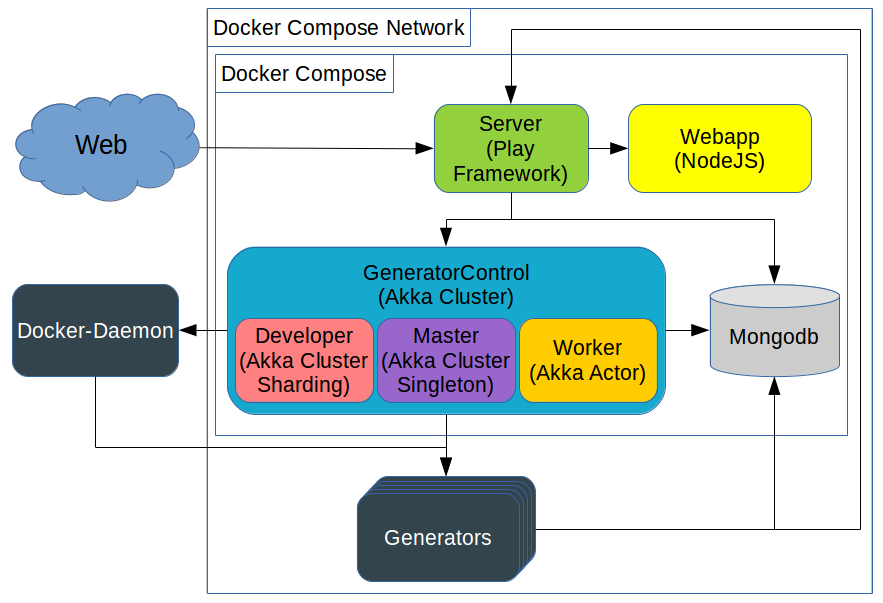 Docker Compose Network
Docker Compose
Web
Server
(Play
Framework)
Webapp
(NodeJS)
GeneratorControl
(Akka Cluster)
Docker-Daemon
Developer
(Akka Cluster
Sharding)
Master
(Akka Cluster
Singleton)
Worker
(Akka Actor)
Mongodb
Generators